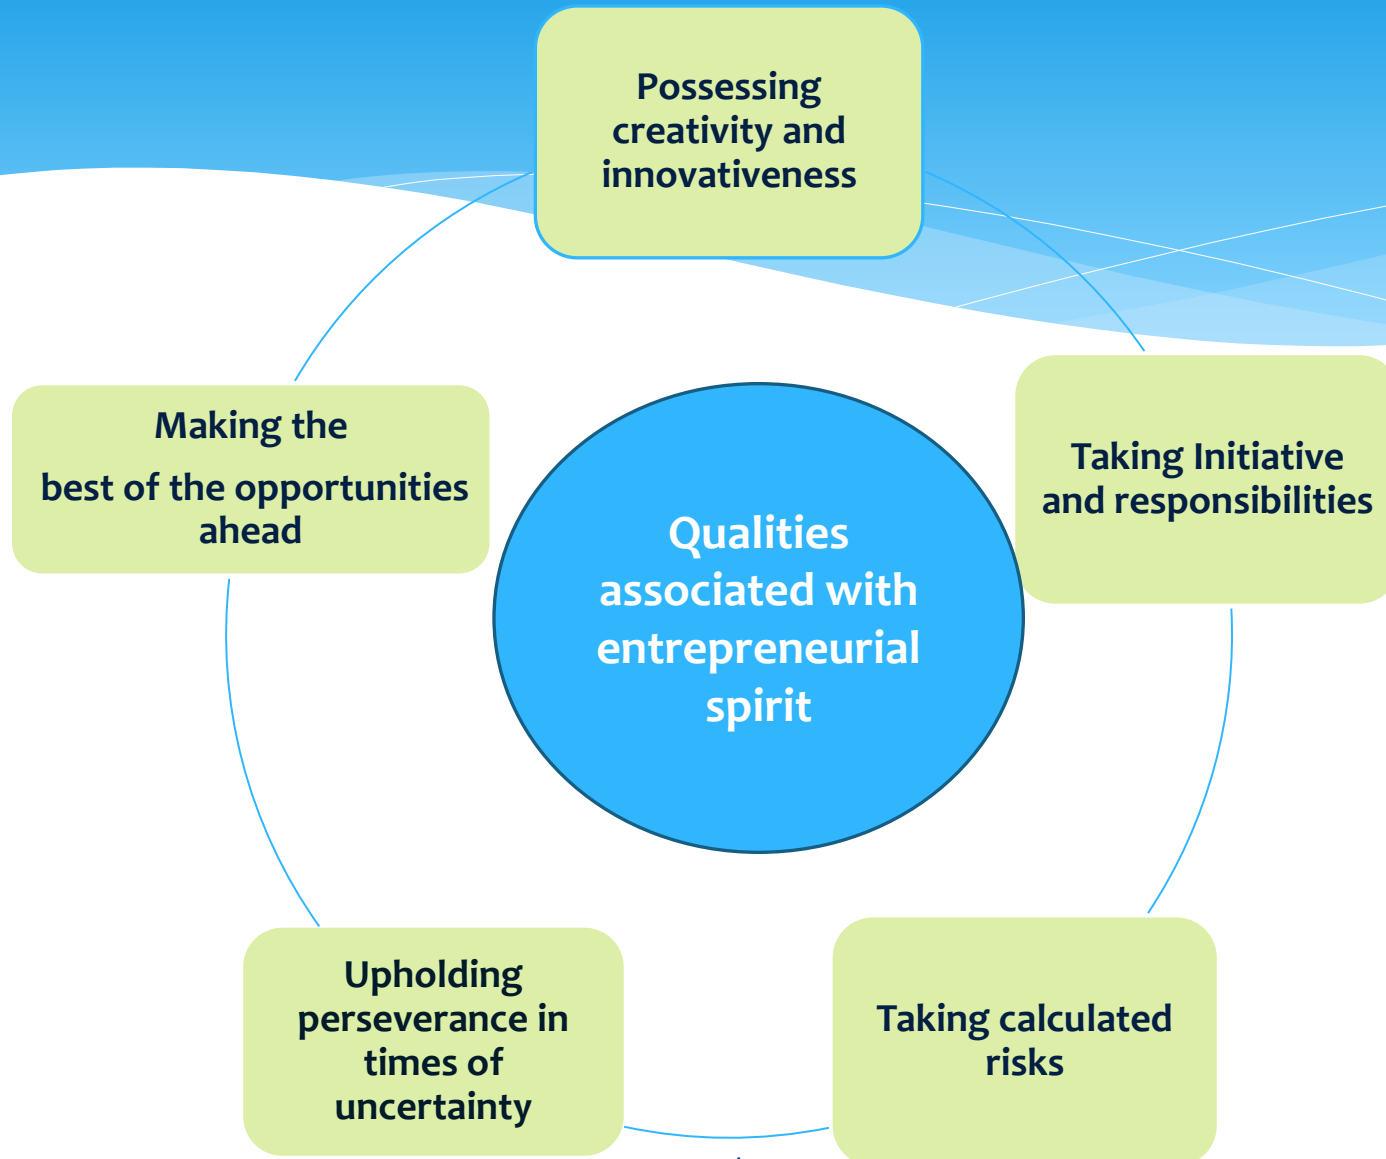 Possessing
creativity and
innovativeness
Making the
best of the opportunities
ahead
Taking Initiative
and responsibilities
Qualities
associated with
entrepreneurial
spirit
Upholding
perseverance in
times of
uncertainty
Taking calculated
risks